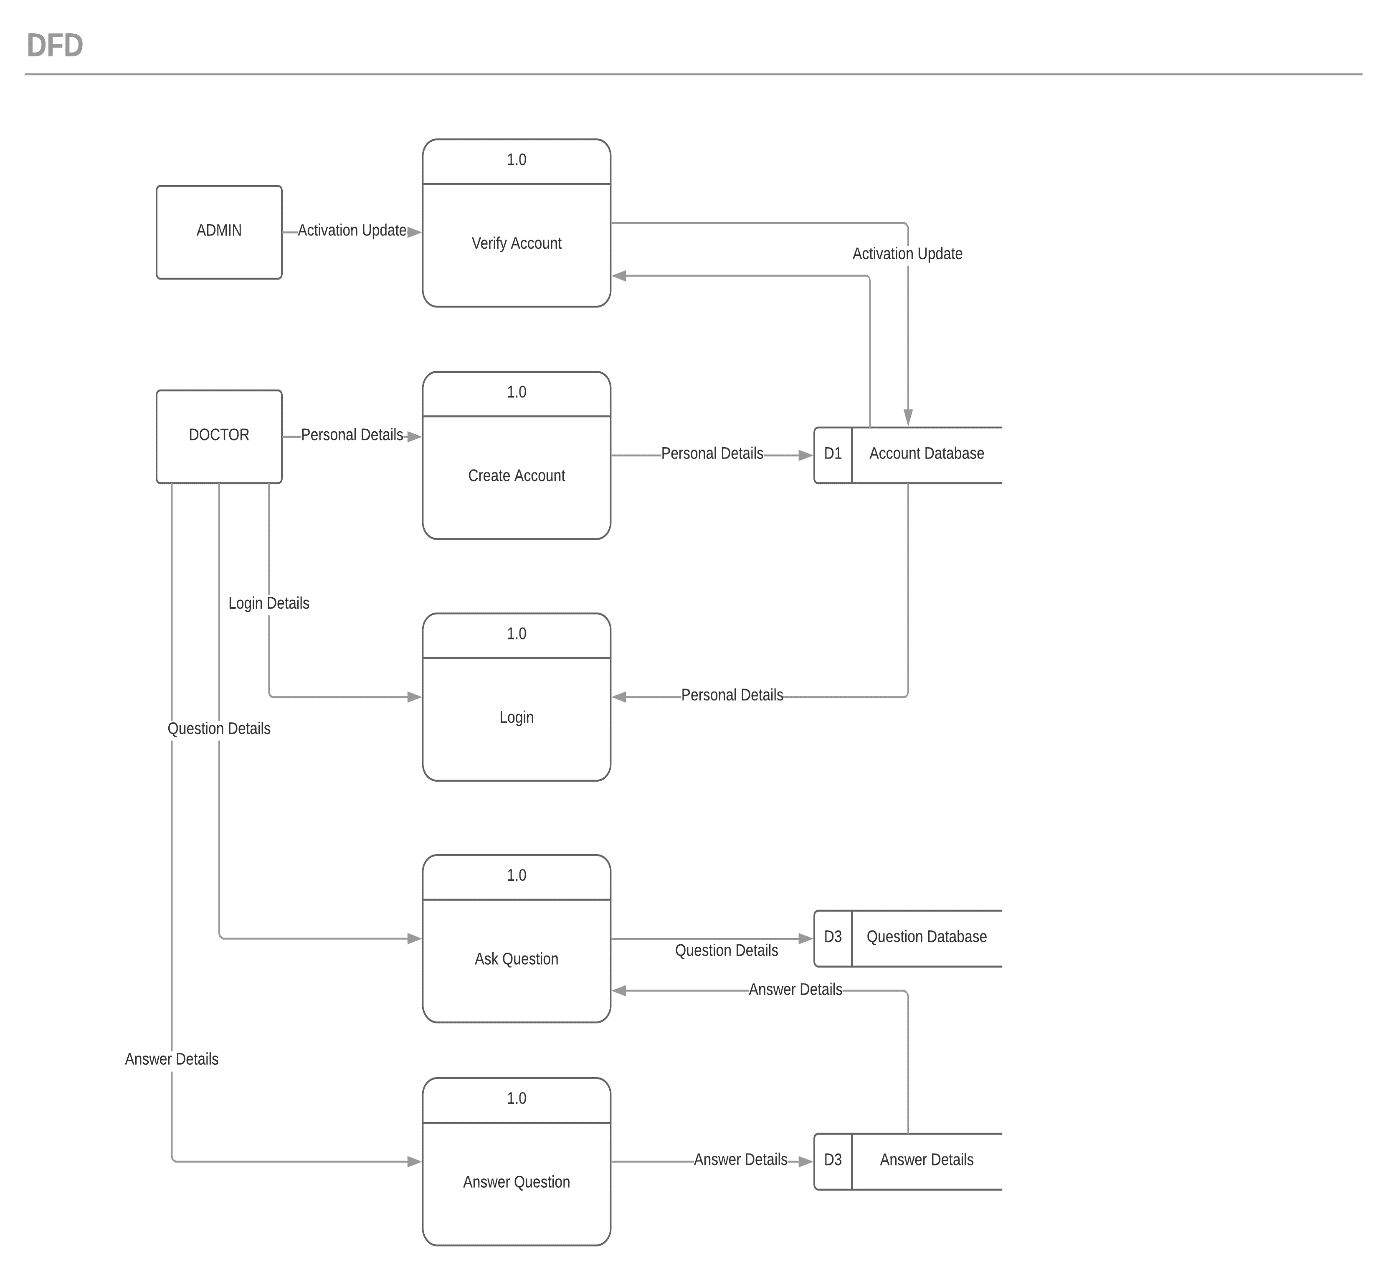 DFD
1.0
ADMIN
Activation Update
Verify Account
Activation Update
1.0
DOCTOR
Personal Details
Create Account
Personal Details
D1
Account Database
Login Details
1.0
Login
Personal Details
Question Details
1.0
Ask Question
Question Details
D3
Question Database
Answer Details
Answer Details
1.0
Answer Question
Answer Details
D3
Answer Details